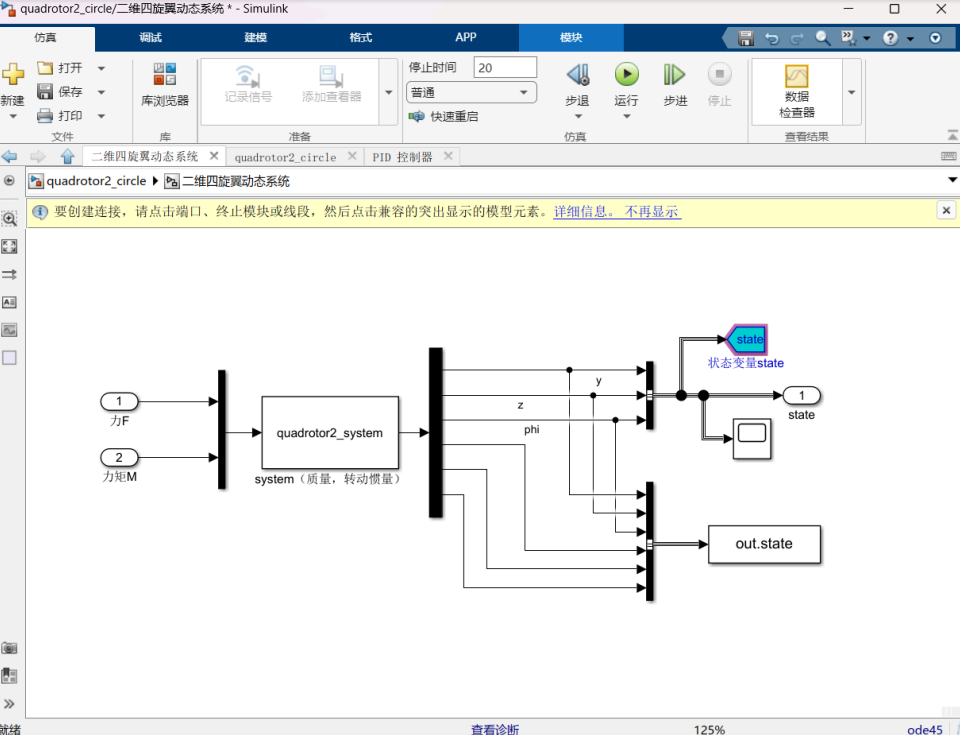 quadrotor2_circle/二维四旋翼动态系统 * - Simulink
仿真 调试 建模 格式 APP 模块
新建
打开
保存
打印
文件
库浏览器
库
记录信号
添加查看器
准备
停止时间 20
普通
快速重启
步退
运行
步进
停止
仿真
数据
检查器
查看结果
二维四旋翼动态系统 quadrotor2_circle PID 控制器
quadrotor2_circle 二维四旋翼动态系统
要创建连接，请点击端口、终止模块或线段，然后点击兼容的突出显示的模型元素。 详细信息。 不再显示
state
状态变量state
y
z
phi
1
state
1
力F
2
力矩M
quadrotor2_system
system（质量，转动惯量）
out.state
就绪 查看诊断 125% ode45